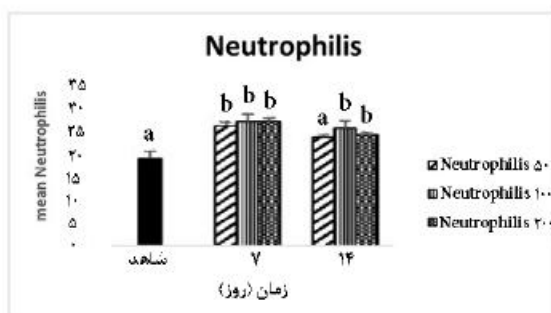 Neutrophilis
mean Neutrophilis
۳۵
۳۰
۲۵
۲۰
۱۵
۱۰
۵
۰
a
b b b
a b b
شاهد
۷
۱۴
زمان (روز)
Neutrophilis ۵۰
Neutrophilis ۱۰۰
Neutrophilis ۲۰۰